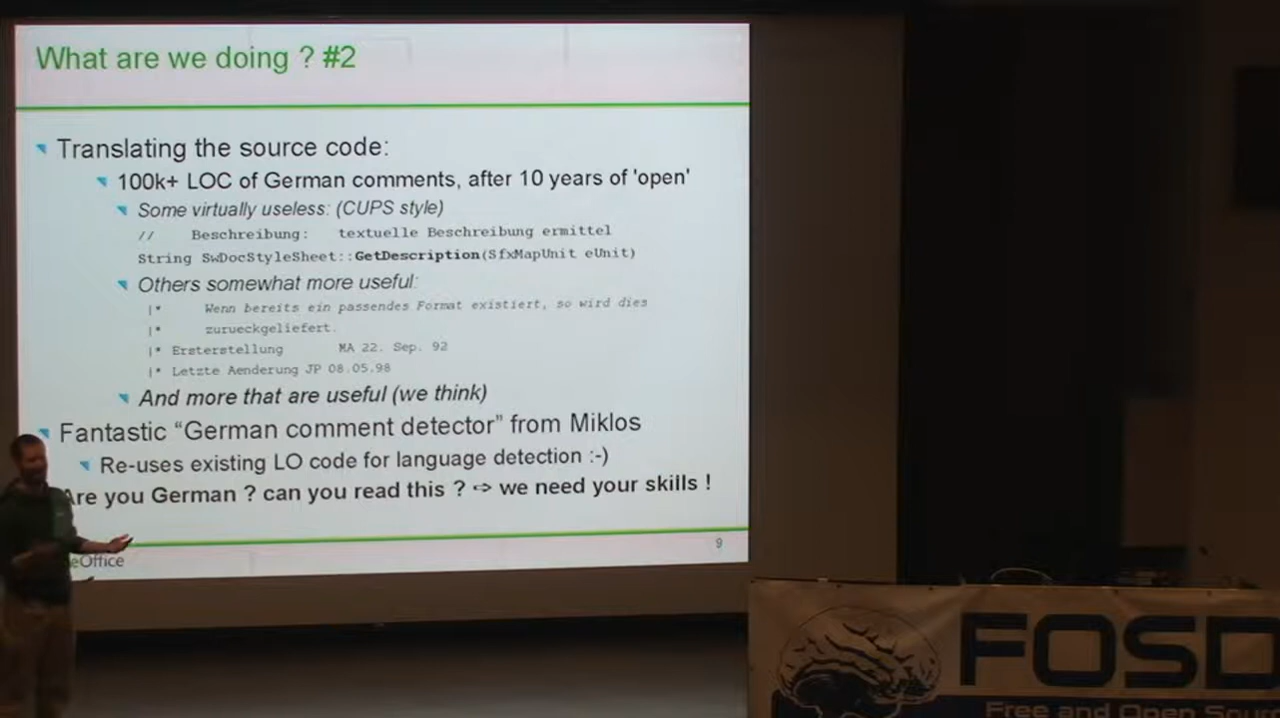 What are we doing ? #2
Translating the source code:
100k+ LOC of German comments, after 10 years of 'open'
Some virtually useless: (CUPS style)
// Beschreibung: textuelle Beschreibung ermittel
String SwDocStyleSheet::GetDescription(SfxMapUnit eUnit)
Others somewhat more useful:
|* Wenn bereits ein passendes Format existiert, so wird dies
|* zurueckgeliefert.
|* Ersterstellung MA 22. Sep. 92
|* Letzte Aenderung JP 08.05.98
And more that are useful (we think)
Fantastic “German comment detector” from Miklos
Re-uses existing LO code for language detection :-)
Are you German ? can you read this ? ⇔ we need your skills !
eOffice
9
FOSD
Free and Open Sour